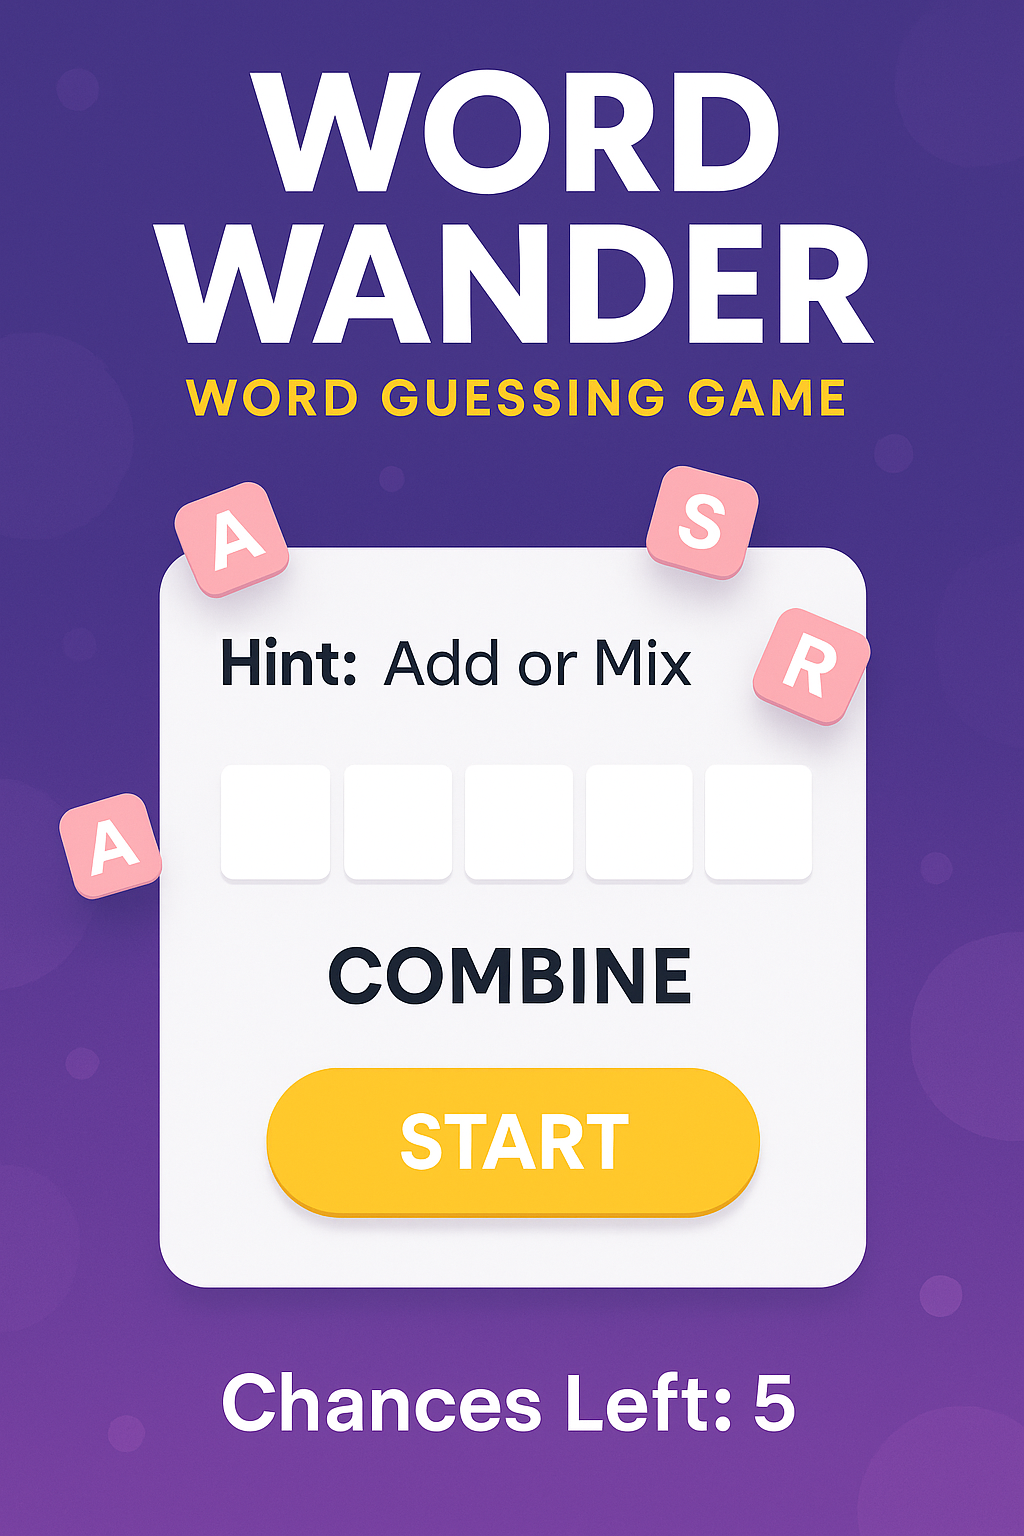 WORD
WANDER
WORD GUESSING GAME
A
S
Hint: Add or Mix
R
A
COMBINE
START
Chances Left: 5